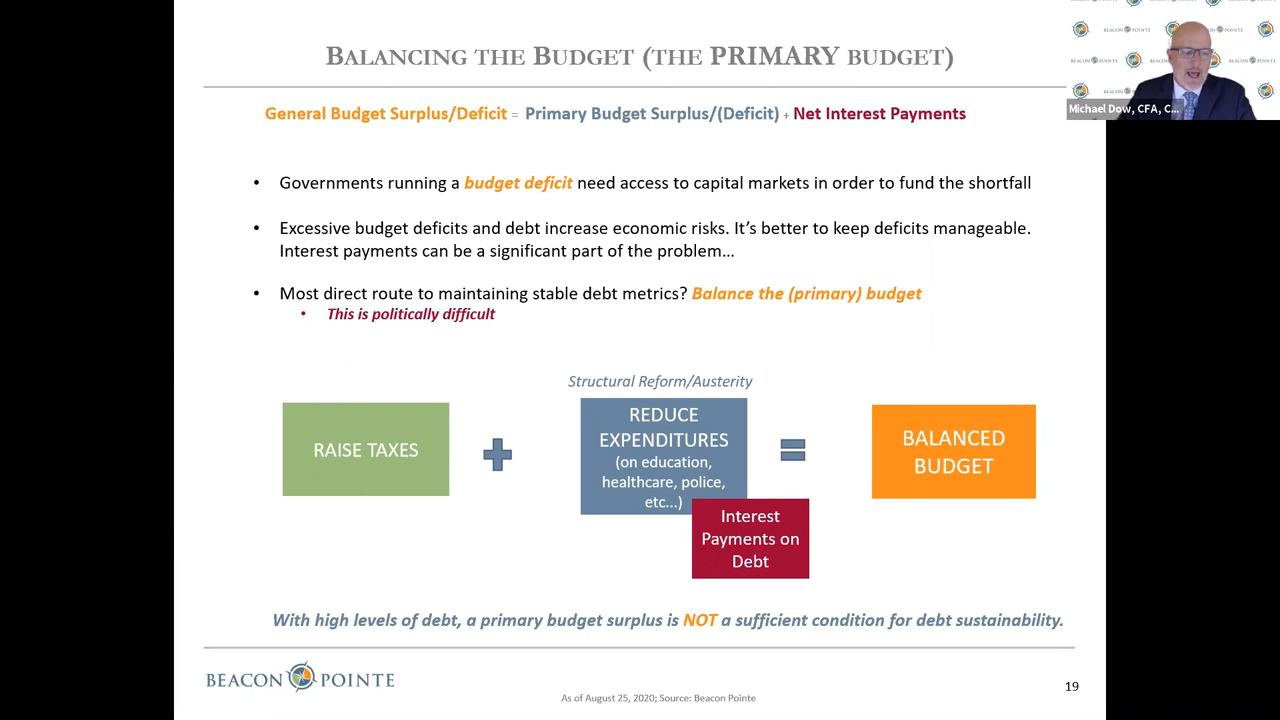 BALANCING THE BUDGET (THE PRIMARY BUDGET)
General Budget Surplus/Deficit = Primary Budget Surplus/(Deficit) + Net Interest Payments
• Governments running a budget deficit need access to capital markets in order to fund the shortfall
• Excessive budget deficits and debt increase economic risks. It’s better to keep deficits manageable.
Interest payments can be a significant part of the problem…
• Most direct route to maintaining stable debt metrics? Balance the (primary) budget
• This is politically difficult
Structural Reform/Austerity
RAISE TAXES
REDUCE
EXPENDITURES
(on education,
healthcare, police,
etc...)
Interest
Payments on
Debt
BALANCED
BUDGET
With high levels of debt, a primary budget surplus is NOT a sufficient condition for debt sustainability.
BEACON POINTE
As of August 25, 2020; Source: Beacon Pointe
19
Michael Dow, CFA, C...
BEACON POINTE